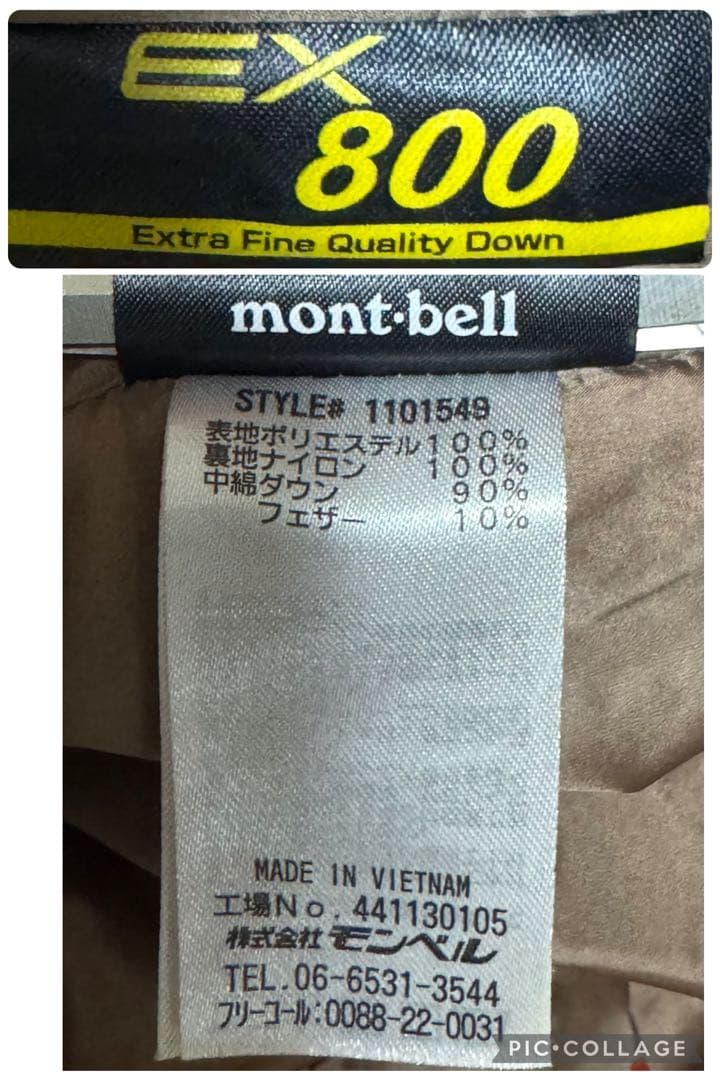 EX
800
Extra Fine Quality Down
mont·bell
STYLE# 1101549
表地ポリエステル100%
裏地ナイロン 100%
中綿ダウン 90%
フェザー 10%
MADE IN VIETNAM
工場No. 441130105
株式会社 モンベル
TEL.06-6531-3544
フリーコール:0088-22-0031
PIC•COLLAGE